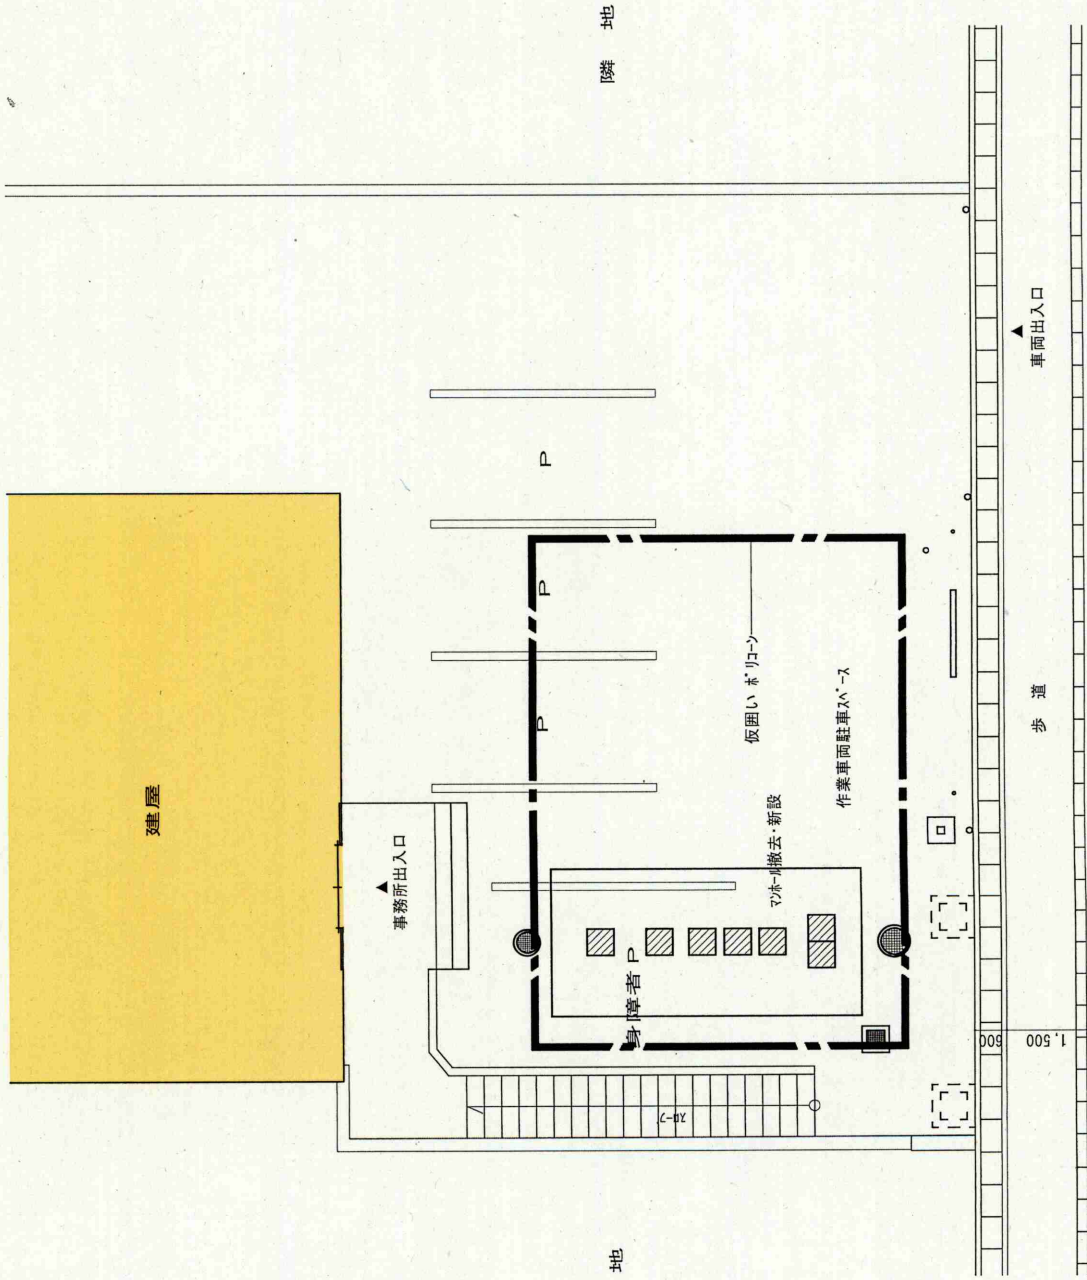 隣　地
建屋
▲
事務所出入口
P
P
P
身障者 P
仮囲い ポリコーン
作業車両駐車スペース
マンホール撤去・新設
スロープ
▲
車両出入口
歩　道
600
1,500
地